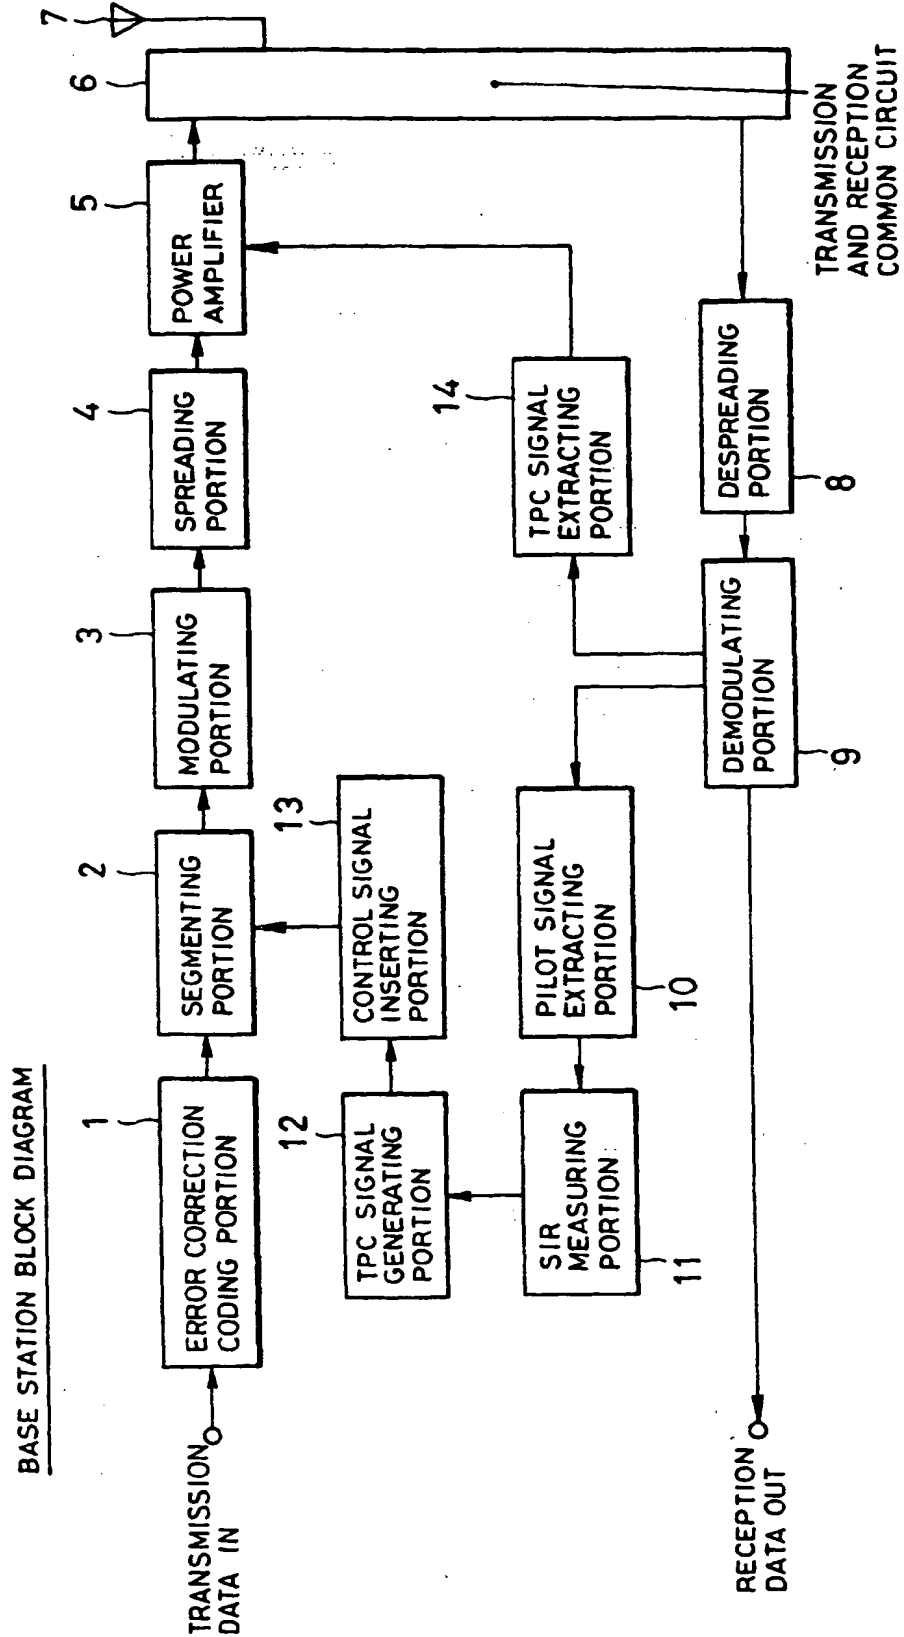 BASE STATION BLOCK DIAGRAM
TRANSMISSION
DATA IN
1
ERROR CORRECTION
CODING PORTION
2
SEGMENTING
PORTION
3
MODULATING
PORTION
4
SPREADING
PORTION
5
POWER
AMPLIFIER
6
7
12
TPC SIGNAL
GENERATING
PORTION
13
CONTROL SIGNAL
INSERTING
PORTION
14
TPC SIGNAL
EXTRACTING
PORTION
SIR
MEASURING
PORTION
11
PILOT SIGNAL
EXTRACTING
PORTION
10
DEMODULATING
PORTION
9
DESPREADING
PORTION
8
TRANSMISSION
AND RECEPTION
COMMON CIRCUIT
RECEPTION
DATA OUT